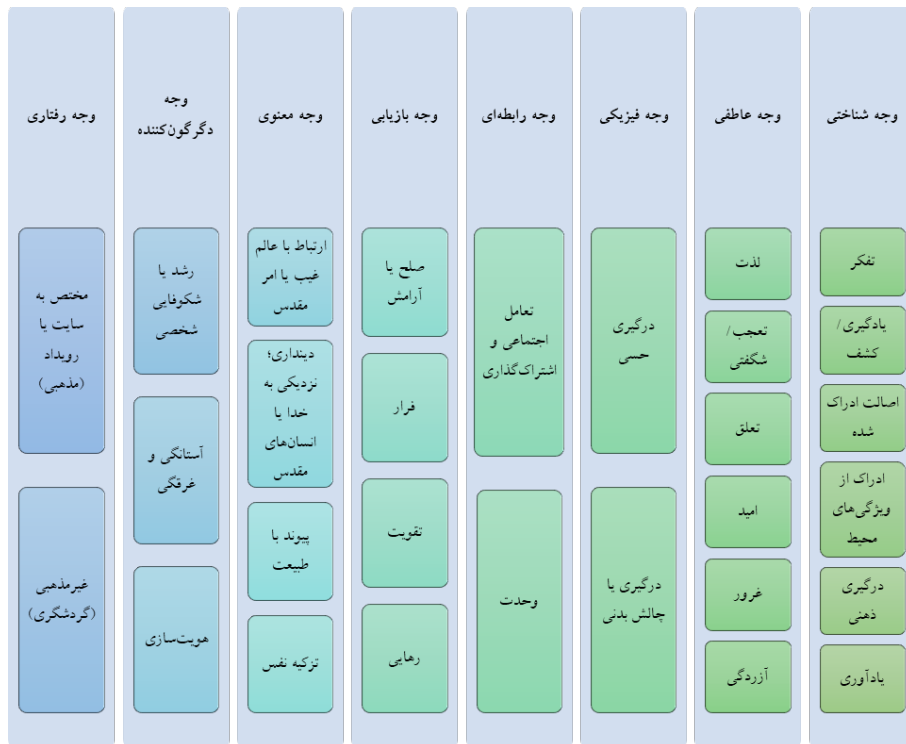 وجه شناختی
تفکر
یادگیری/
کشف
اصالت ادراک
شده
ادراک از
ویژگی‌های
محیط
درگیری
ذهنی
یادآوری
وجه عاطفی
لذت
تعجب/
شگفتی
تعلق
امید
غرور
آزردگی
وجه فیزیکی
درگیری
حسی
درگیری یا
چالش بدنی
وجه رابطه‌ای
تعامل
اجتماعی و
اشتراک‌گذاری
وحدت
وجه بازیابی
صلح یا
آرامش
فرار
تقویت
رهایی
وجه معنوی
ارتباط با عالم
غیب یا امر
مقدس
دینداری؛
نزدیکی به
خدا یا
انسان‌های
مقدس
پیوند با
طبیعت
تزکیه نفس
وجه
دگرگون‌کننده
رشد یا
شکوفایی
شخصی
آستانگی و
غرقگی
هویت‌سازی
وجه رفتاری
مختص به
سایت یا
رویداد
(مذهبی)
غیرمذهبی
(گردشگری)